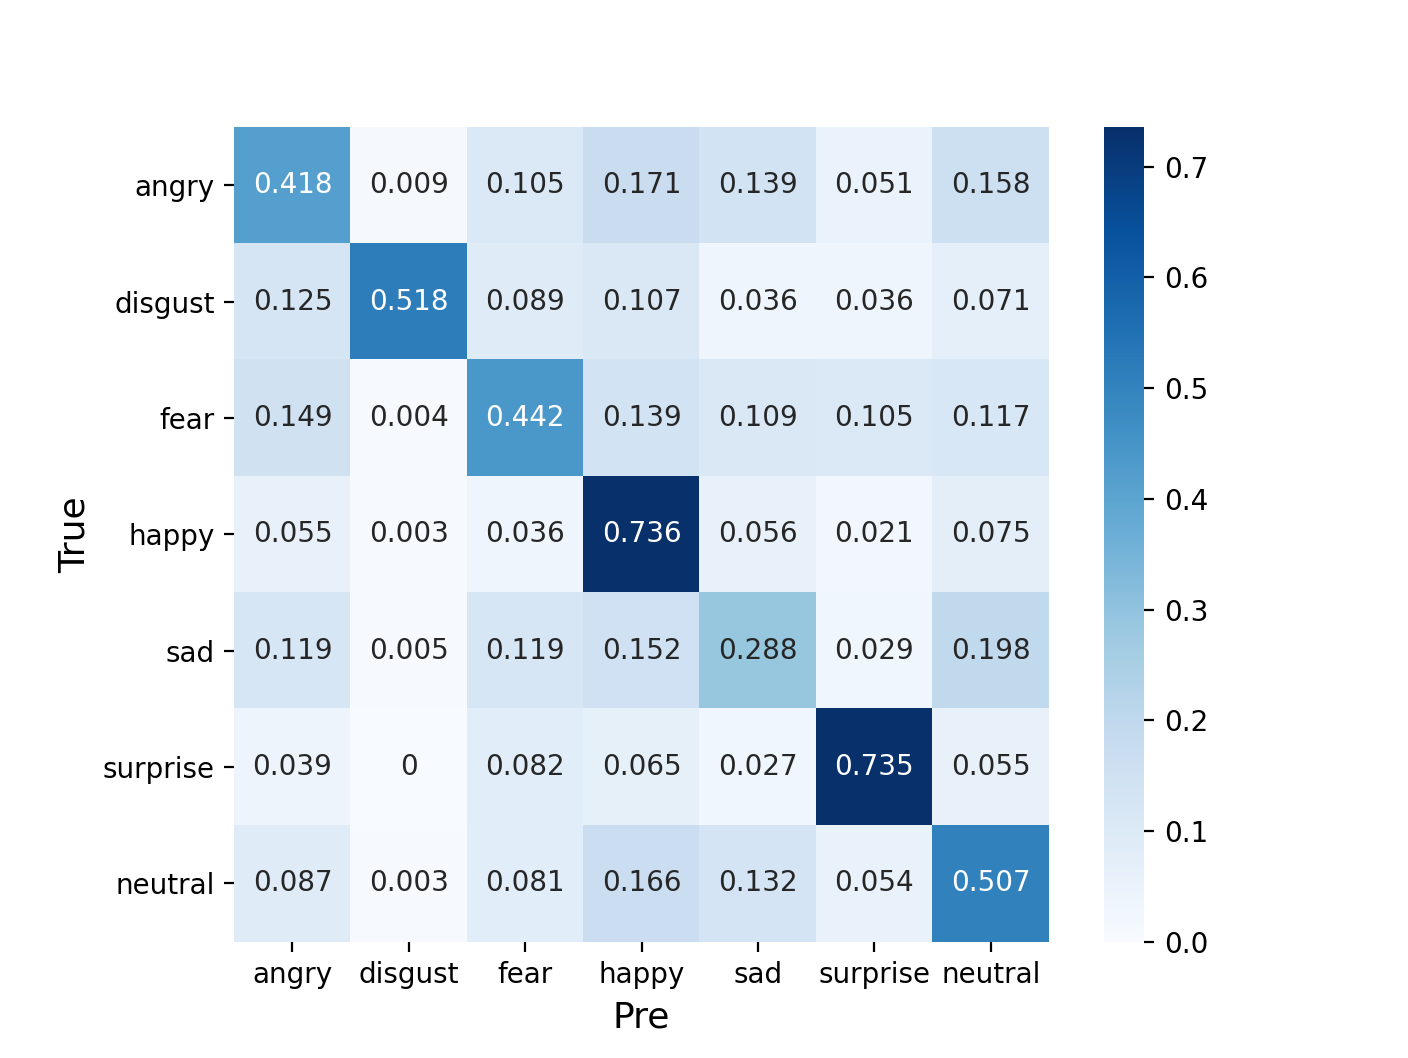 angry 0.418 0.009 0.105 0.171 0.139 0.051 0.158
disgust 0.125 0.518 0.089 0.107 0.036 0.036 0.071
fear 0.149 0.004 0.442 0.139 0.109 0.105 0.117
happy 0.055 0.003 0.036 0.736 0.056 0.021 0.075
sad 0.119 0.005 0.119 0.152 0.288 0.029 0.198
surprise 0.039 0 0.082 0.065 0.027 0.735 0.055
neutral 0.087 0.003 0.081 0.166 0.132 0.054 0.507
angry disgust fear happy sad surprise neutral
Pre
True
0.7
0.6
0.5
0.4
0.3
0.2
0.1
0.0